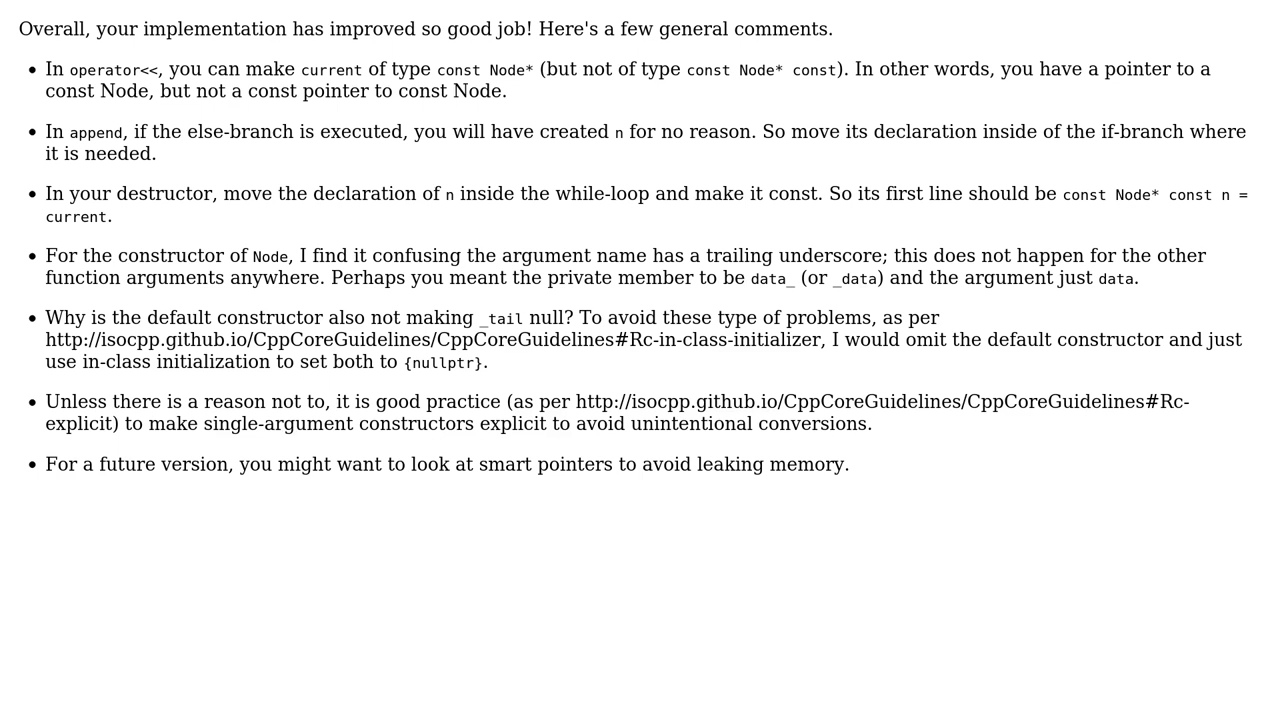 Overall, your implementation has improved so good job! Here's a few general comments.
• In operator<<, you can make current of type const Node* (but not of type const Node* const). In other words, you have a pointer to a
const Node, but not a const pointer to const Node.
• In append, if the else-branch is executed, you will have created n for no reason. So move its declaration inside of the if-branch where
it is needed.
• In your destructor, move the declaration of n inside the while-loop and make it const. So its first line should be const Node* const n =
current.
• For the constructor of Node, I find it confusing the argument name has a trailing underscore; this does not happen for the other
function arguments anywhere. Perhaps you meant the private member to be data_ (or _data) and the argument just data.
• Why is the default constructor also not making _tail null? To avoid these type of problems, as per
http://isocpp.github.io/CppCoreGuidelines/CppCoreGuidelines#Rc-in-class-initializer, I would omit the default constructor and just
use in-class initialization to set both to {nullptr}.
• Unless there is a reason not to, it is good practice (as per http://isocpp.github.io/CppCoreGuidelines/CppCoreGuidelines#Rc-
explicit) to make single-argument constructors explicit to avoid unintentional conversions.
• For a future version, you might want to look at smart pointers to avoid leaking memory.